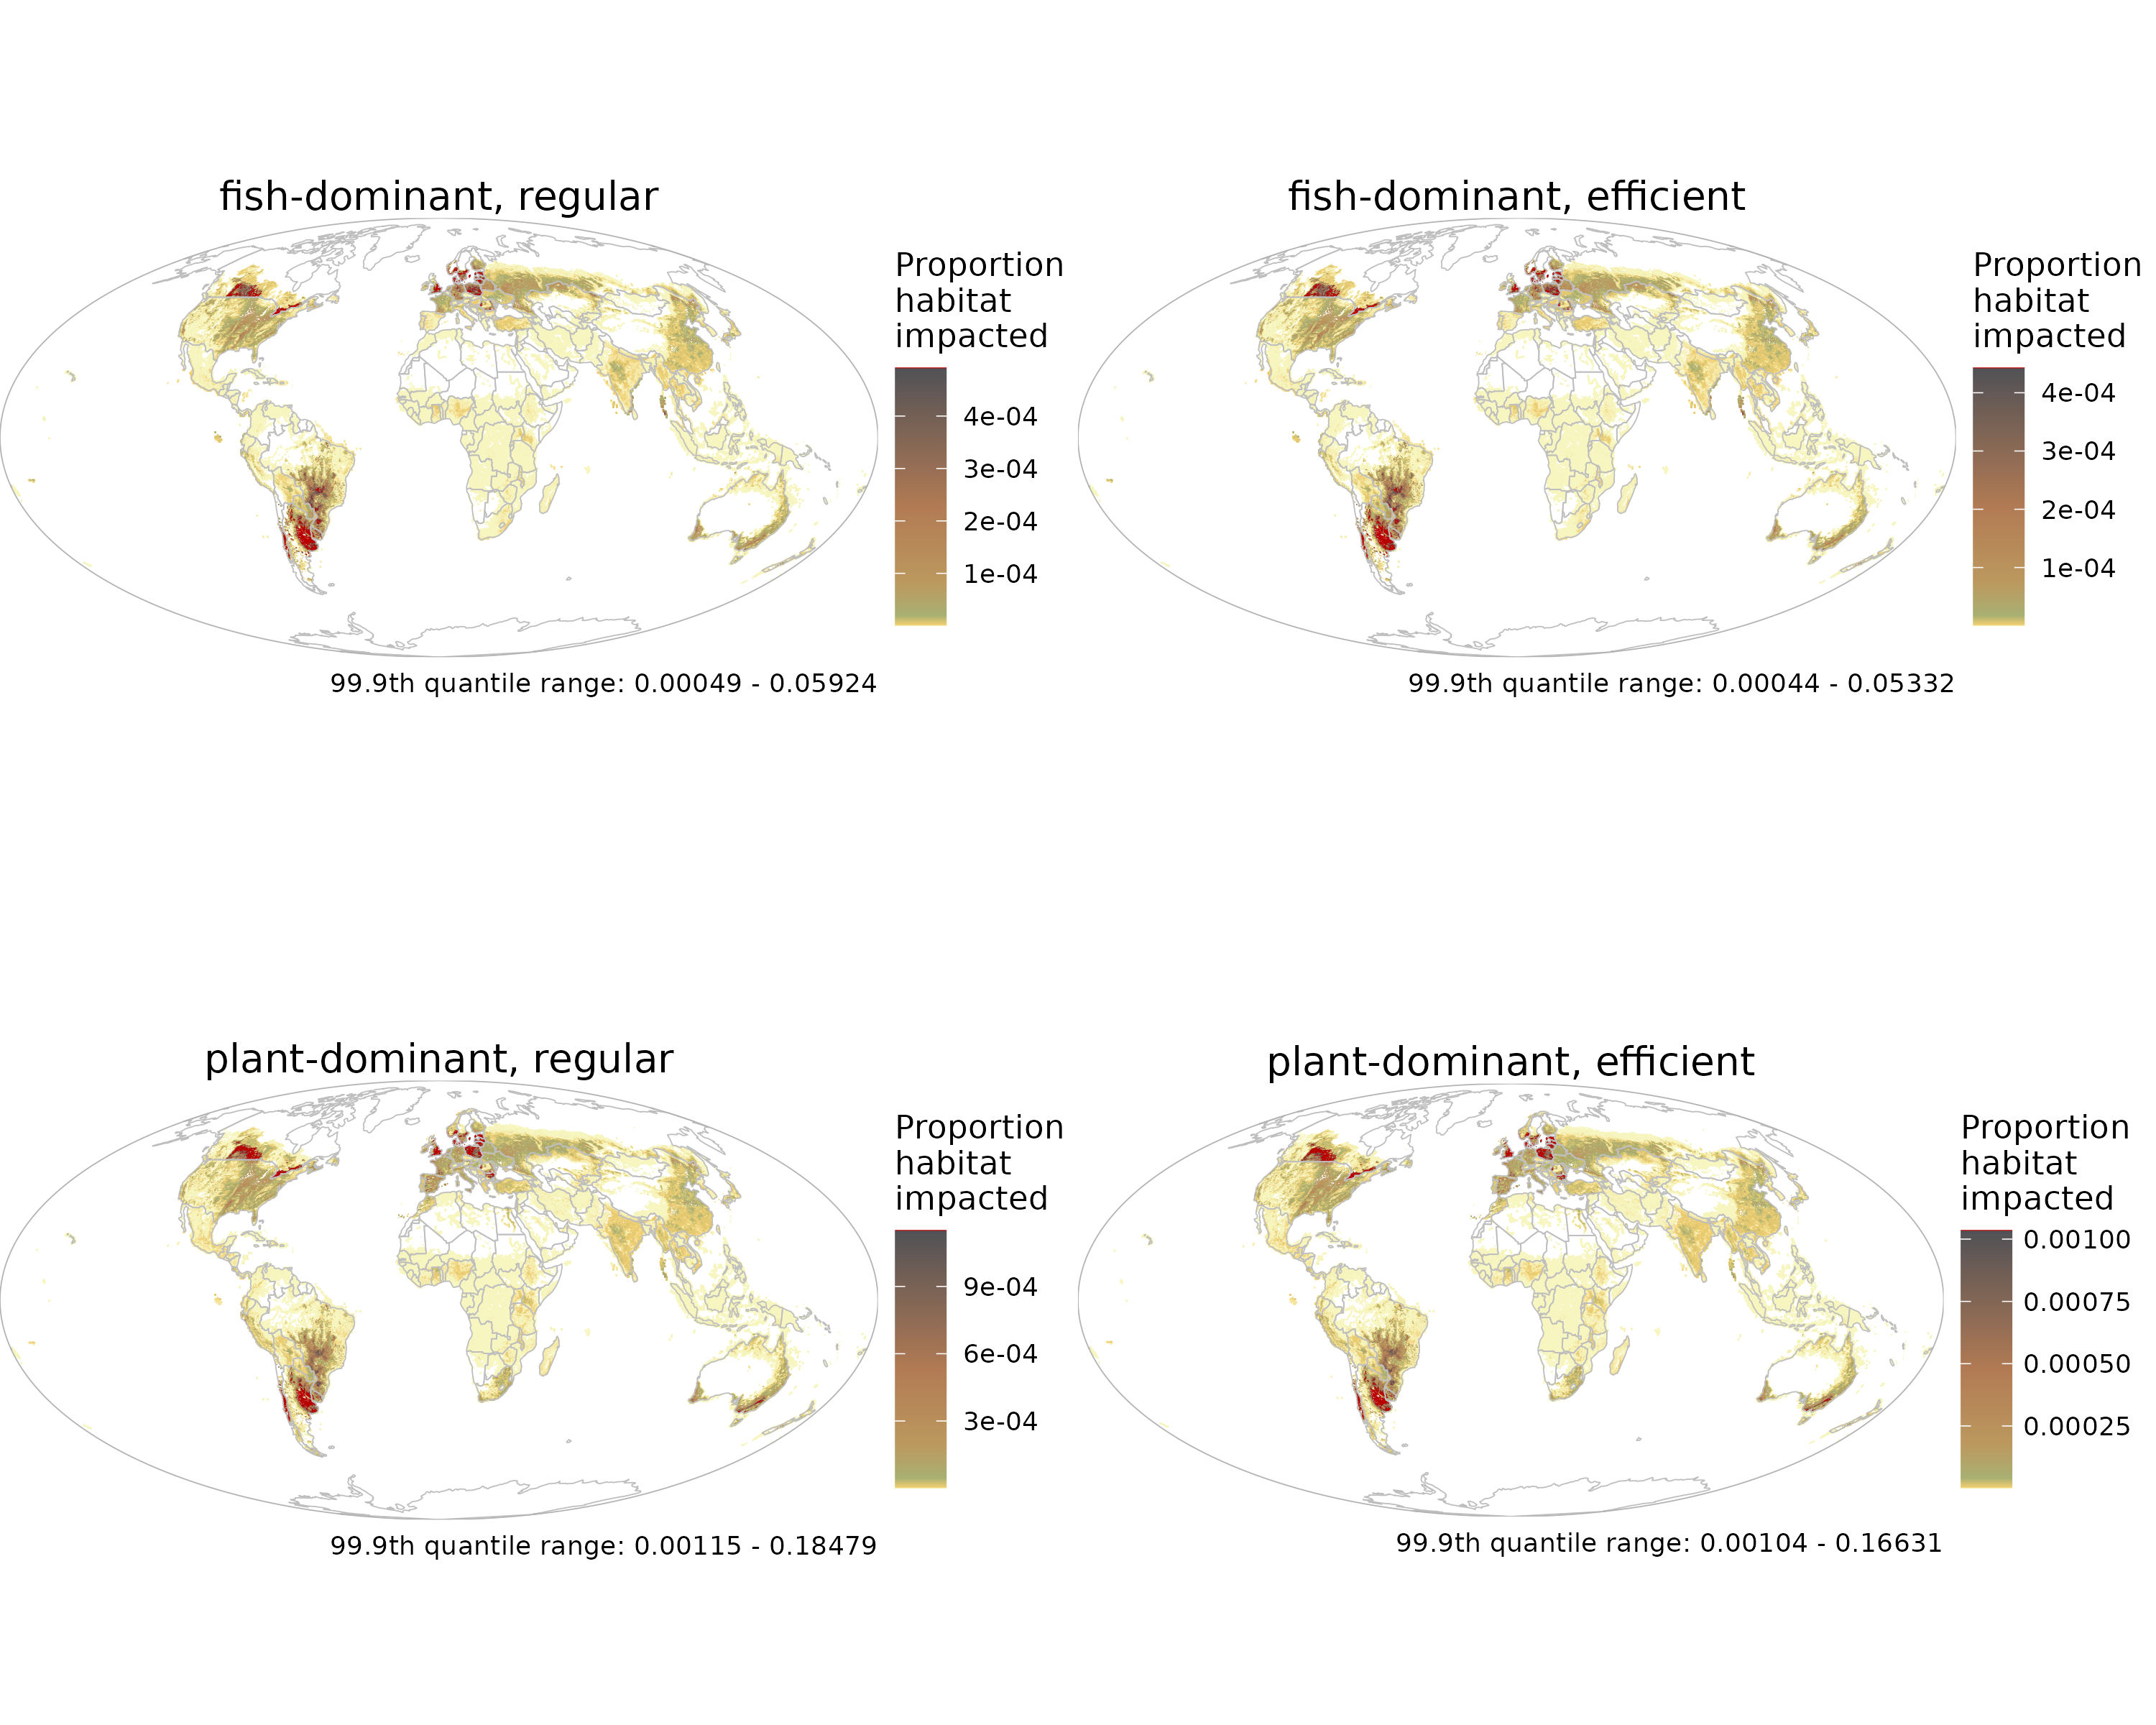 fish-dominant, regular
Proportion
habitat
impacted
4e-04
3e-04
2e-04
1e-04
99.9th quantile range: 0.00049 - 0.05924
fish-dominant, efficient
Proportion
habitat
impacted
4e-04
3e-04
2e-04
1e-04
99.9th quantile range: 0.00044 - 0.05332
plant-dominant, regular
Proportion
habitat
impacted
9e-04
6e-04
3e-04
99.9th quantile range: 0.00115 - 0.18479
plant-dominant, efficient
Proportion
habitat
impacted
0.00100
0.00075
0.00050
0.00025
99.9th quantile range: 0.00104 - 0.16631